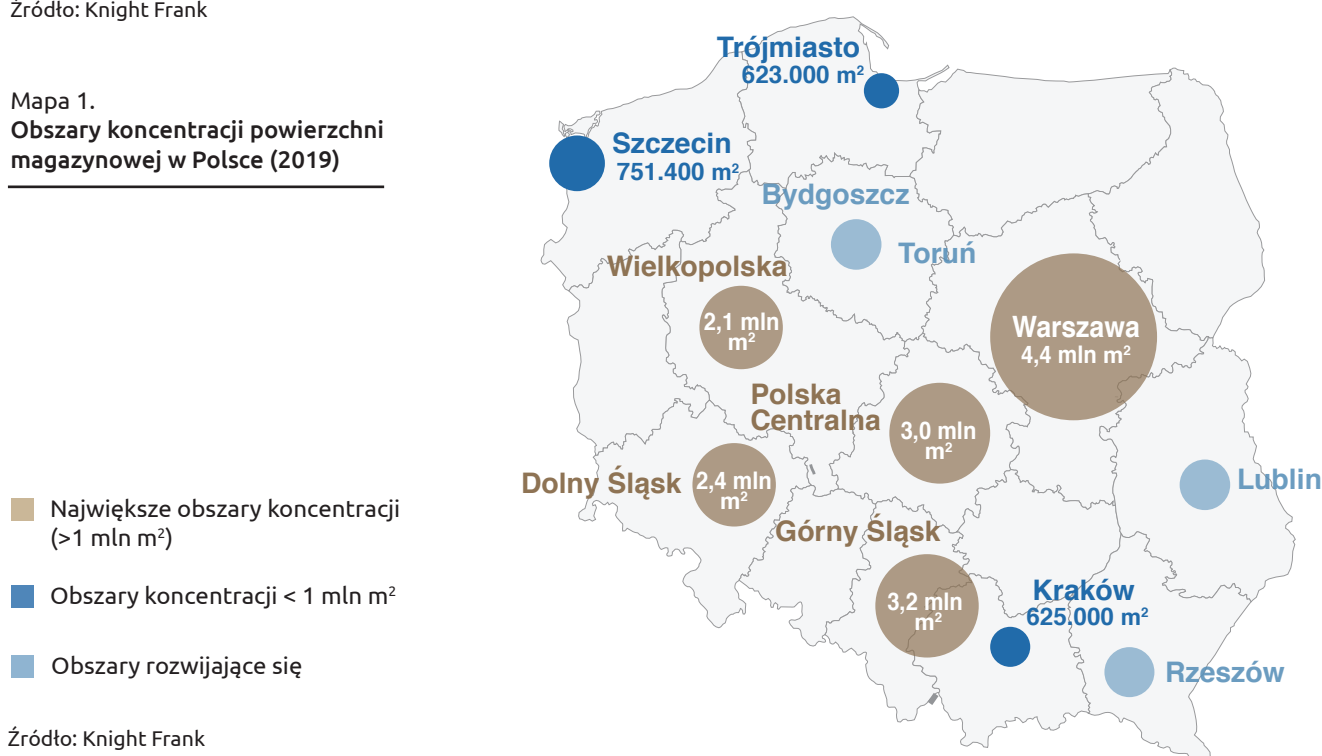 Źródło: Knight Frank
Mapa 1.
Obszary koncentracji powierzchni
magazynowej w Polsce (2019)
Trójmiasto
623.000 m²
Szczecin
751.400 m²
Bydgoszcz
Toruń
Wielkopolska
2,1 mln
m²
Warszawa
4,4 mln m²
Polska
Centralna
3,0 mln
m²
Dolny Śląsk
2,4 mln
m²
Lublin
Górny Śląsk
3,2 mln
m²
Kraków
625.000 m²
Rzeszów
Największe obszary koncentracji
(>1 mln m²)
Obszary koncentracji < 1 mln m²
Obszary rozwijające się
Źródło: Knight Frank